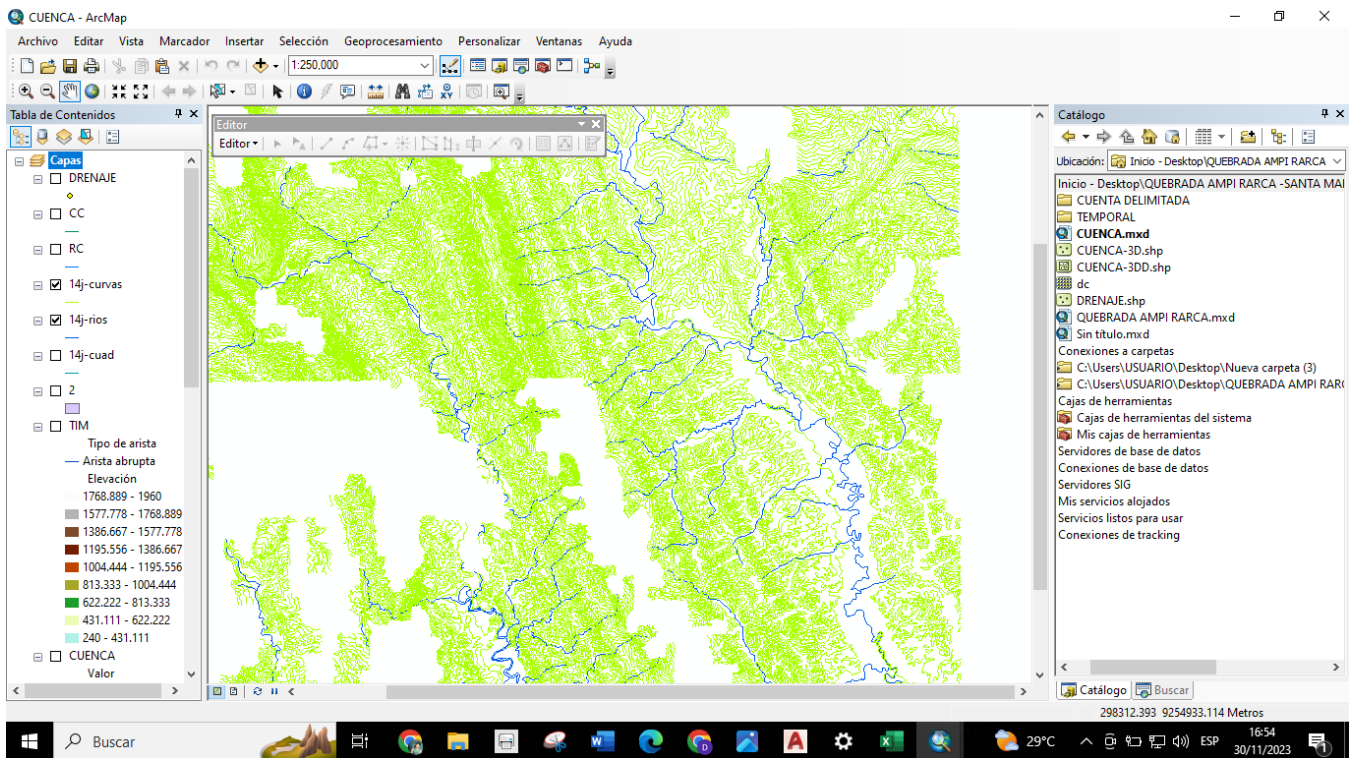 CUENCA - ArcMap
Archivo Editar Vista Marcador Insertar Selección Geoprocesamiento Personalizar Ventanas Ayuda
1:250.000
Tabla de Contenidos
Capas
DRENAJE
CC
RC
14j-curvas
14j-rios
14j-cuad
2
TIM
Tipo de arista
Arista abrupta
Elevación
1768.889 - 1960
1577.778 - 1768.889
1386.667 - 1577.778
1195.556 - 1386.667
1004.444 - 1195.556
813.333 - 1004.444
622.222 - 813.333
431.111 - 622.222
240 - 431.111
CUENCA
Valor
Editor
Editor
Catálogo
Ubicación: Inicio - Desktop\QUEBRADA AMPI RARCA
Inicio - Desktop\QUEBRADA AMPI RARCA -SANTA MAI
CUENTA DELIMITADA
TEMPORAL
CUENCA.mxd
CUENCA-3D.shp
CUENCA-3DD.shp
dc
DRENAJE.shp
QUEBRADA AMPI RARCA.mxd
Sin título.mxd
Conexiones a carpetas
C:\Users\USUARIO\Desktop\Nueva carpeta (3)
C:\Users\USUARIO\Desktop\QUEBRADA AMPI RAR(
Cajas de herramientas
Cajas de herramientas del sistema
Mis cajas de herramientas
Servidores de base de datos
Conexiones de base de datos
Servidores SIG
Mis servicios alojados
Servicios listos para usar
Conexiones de tracking
Catálogo Buscar
298312.393 9254933.114 Metros
Buscar
29°C
ESP
16:54
30/11/2023
1